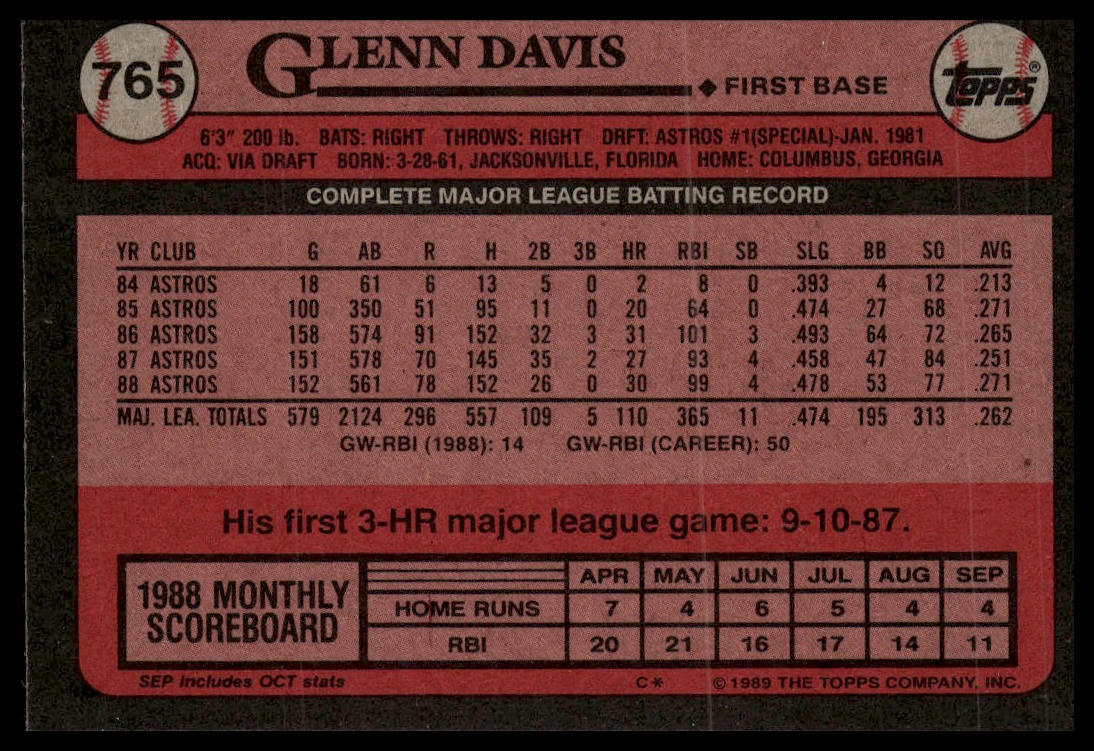 765 GLENN DAVIS
◆ FIRST BASE
topps®
6'3" 200 lb. BATS: RIGHT THROWS: RIGHT DRFT: ASTROS #1(SPECIAL)-JAN. 1981
ACQ: VIA DRAFT BORN: 3-28-61, JACKSONVILLE, FLORIDA HOME: COLUMBUS, GEORGIA
COMPLETE MAJOR LEAGUE BATTING RECORD
YR CLUB G AB R H 2B 3B HR RBI SB SLG BB SO AVG
84 ASTROS 18 61 6 13 5 0 2 8 0 .393 4 12 .213
85 ASTROS 100 350 51 95 11 0 20 64 0 .474 27 68 .271
86 ASTROS 158 574 91 152 32 3 31 101 3 .493 64 72 .265
87 ASTROS 151 578 70 145 35 2 27 93 4 .458 47 84 .251
88 ASTROS 152 561 78 152 26 0 30 99 4 .478 53 77 .271
MAJ. LEA. TOTALS 579 2124 296 557 109 5 110 365 11 .474 195 313 .262
GW-RBI (1988): 14 GW-RBI (CAREER): 50
His first 3-HR major league game: 9-10-87.
1988 MONTHLY
SCOREBOARD
APR MAY JUN JUL AUG SEP
HOME RUNS 7 4 6 5 4 4
RBI 20 21 16 17 14 11
SEP includes OCT stats
C* © 1989 THE TOPPS COMPANY, INC.